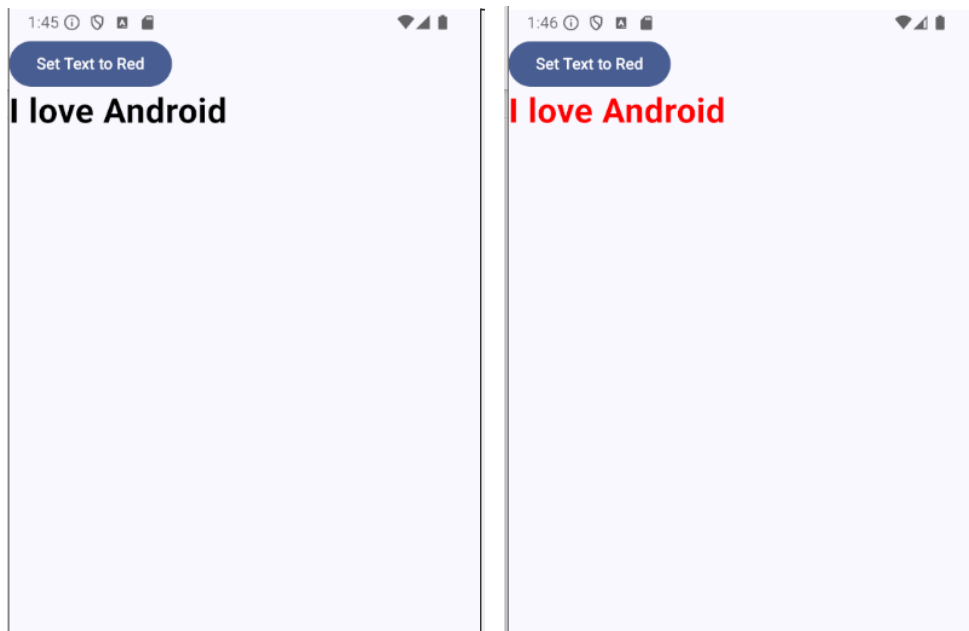 1:45
Set Text to Red
I love Android
1:46
Set Text to Red
I love Android